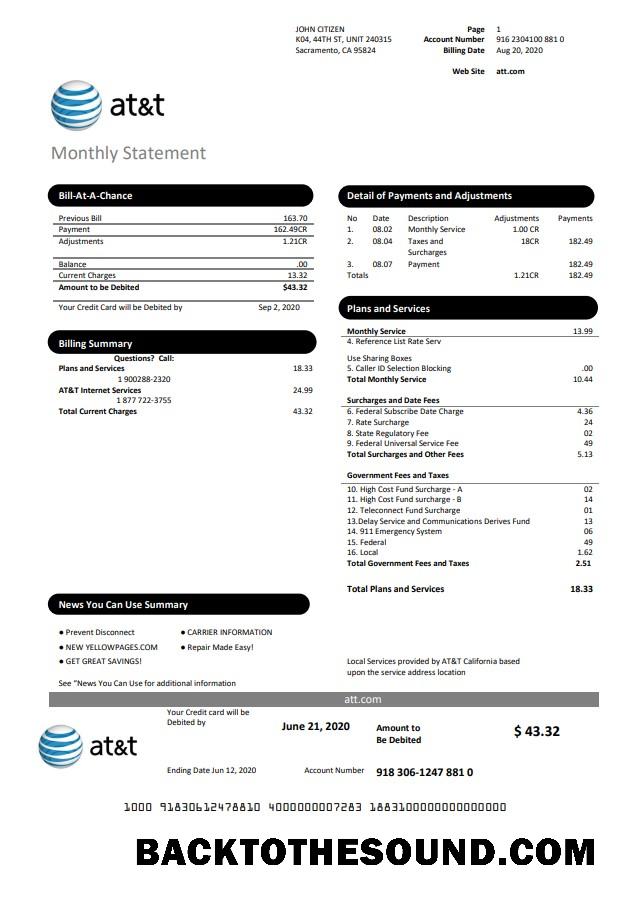 JOHN CITIZEN
K04, 44TH ST, UNIT 240315
Sacramento, CA 95824
Page 1
Account Number 916 2304100 881 0
Billing Date Aug 20, 2020
Web Site att.com
at&t
Monthly Statement
Bill-At-A-Chance
Previous Bill 163.70
Payment 162.49CR
Adjustments 1.21CR
Balance .00
Current Charges 13.32
Amount to be Debited $43.32
Your Credit Card will be Debited by Sep 2, 2020
Billing Summary
Questions? Call:
Plans and Services 18.33
1 900288-2320
AT&T Internet Services 24.99
1 877 722-3755
Total Current Charges 43.32
Detail of Payments and Adjustments
No Date Description Adjustments Payments
1. 08.02 Monthly Service 1.00 CR
2. 08.04 Taxes and 18CR 182.49
Surcharges
3. 08.07 Payment 182.49
Totals 1.21CR 182.49
Plans and Services
Monthly Service 13.99
4. Reference List Rate Serv
Use Sharing Boxes
5. Caller ID Selection Blocking .00
Total Monthly Service 10.44
Surcharges and Date Fees
6. Federal Subscribe Date Charge 4.36
7. Rate Surcharge 24
8. State Regulatory Fee 02
9. Federal Universal Service Fee 49
Total Surcharges and Other Fees 5.13
Government Fees and Taxes
10. High Cost Fund Surcharge - A 02
11. High Cost Fund surcharge - B 14
12. Teleconnect Fund Surcharge 01
13.Delay Service and Communications Derives Fund 13
14. 911 Emergency System 06
15. Federal 49
16. Local 1.62
Total Government Fees and Taxes 2.51
Total Plans and Services 18.33
News You Can Use Summary
● Prevent Disconnect ● CARRIER INFORMATION
● NEW YELLOWPAGES.COM ● Repair Made Easy!
● GET GREAT SAVINGS!
See "News You Can Use for additional information
Local Services provided by AT&T California based
upon the service address location
att.com
at&t
Your Credit card will be
Debited by
June 21, 2020
Amount to
Be Debited
$ 43.32
Ending Date Jun 12, 2020
Account Number 918 306-1247 881 0
1000 91830612478810 4000000007283 18831000000000000000
BACKTOTHESOUND.COM